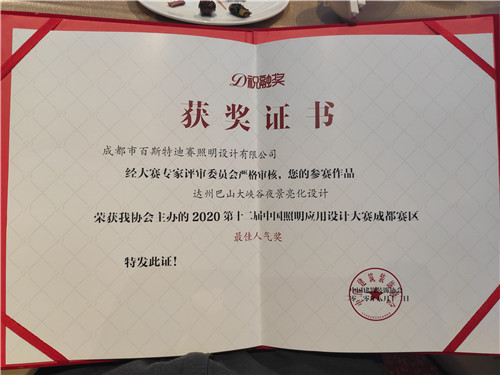 祝融奖
获奖证书
成都市百斯特迪赛照明设计有限公司
经大赛专家评审委员会严格审核，您的参赛作品
达州巴山大峡谷夜景亮化设计
荣获我协会主办的2020第十二届中国照明应用设计大赛成都赛区
最佳人气奖
特发此证！